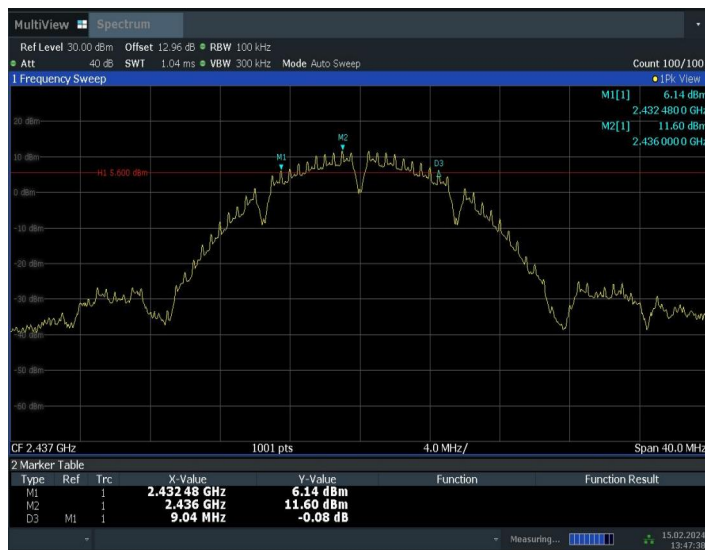 MultiView Spectrum
Ref Level 30.00 dBm Offset 12.96 dB RBW 100 kHz
Att 40 dB SWT 1.04 ms VBW 300 kHz Mode Auto Sweep Count 100/100
1 Frequency Sweep 1Pk View
M1[1] 6.14 dBm
2.432 480 0 GHz
M2[1] 11.60 dBm
2.436 000 0 GHz
20 dBm
M2
10 dBm
M1
D3
H1 5.600 dBm
0 dBm
-10 dBm
-20 dBm
-30 dBm
-40 dBm
-50 dBm
-60 dBm
CF 2.437 GHz 1001 pts 4.0 MHz/ Span 40.0 MHz
2 Marker Table
Type Ref Trc X-Value Y-Value Function Function Result
M1 1 2.432 48 GHz 6.14 dBm
M2 1 2.436 GHz 11.60 dBm
D3 M1 1 9.04 MHz -0.08 dB
Measuring... 15.02.2024
13:47:38